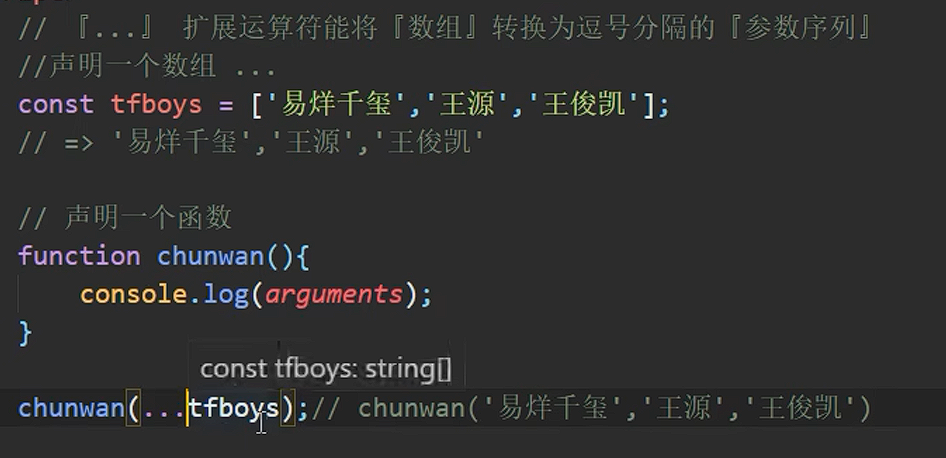 // 『...』 扩展运算符能将『数组』转换为逗号分隔的『参数序列』
//声明一个数组 ...
const tfboys = ['易烊千玺','王源','王俊凯'];
// => '易烊千玺','王源','王俊凯'
// 声明一个函数
function chunwan(){
console.log(arguments);
}
const tfboys: string[]
chunwan(...tfboys);// chunwan('易烊千玺','王源','王俊凯')